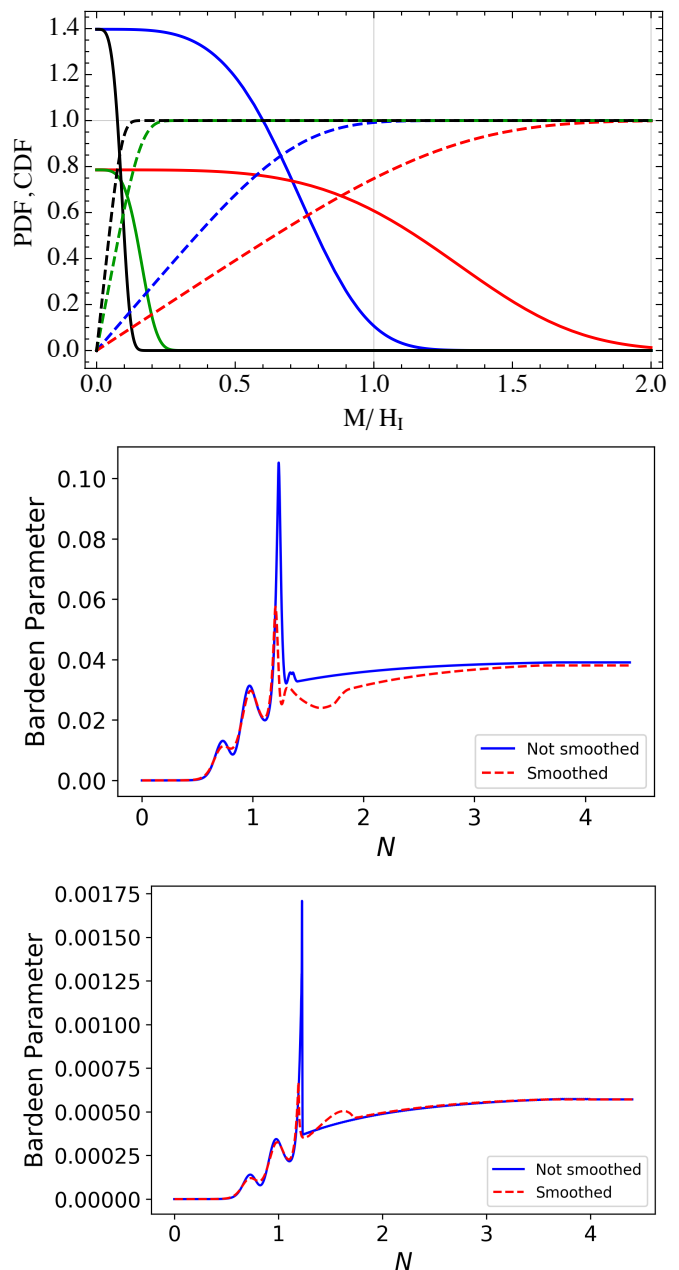 1.4
1.2
1.0
0.8
0.6
0.4
0.2
0.0
PDF, CDF
0.0 0.5 1.0 1.5 2.0
M/ H_I
0.10
0.08
0.06
0.04
0.02
0.00
Bardeen Parameter
Not smoothed
Smoothed
0 1 2 3 4
N
0.00175
0.00150
0.00125
0.00100
0.00075
0.00050
0.00025
0.00000
Bardeen Parameter
Not smoothed
Smoothed
0 1 2 3 4
N